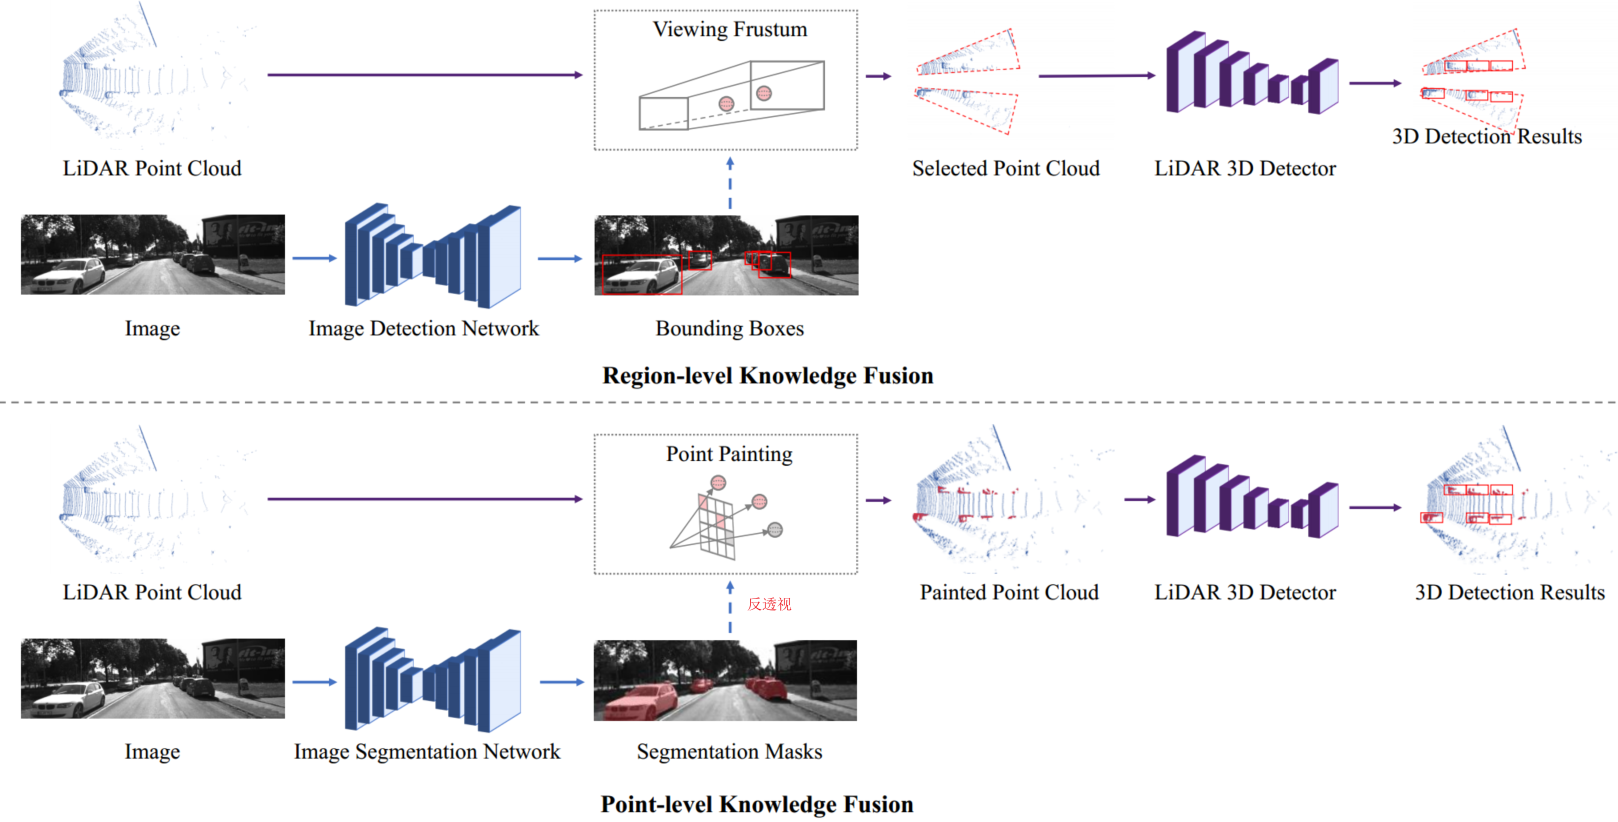 Viewing Frustum
LiDAR Point Cloud
Selected Point Cloud
LiDAR 3D Detector
3D Detection Results
Image
Image Detection Network
Bounding Boxes
Region-level Knowledge Fusion
Point Painting
LiDAR Point Cloud
反透视
Painted Point Cloud
LiDAR 3D Detector
3D Detection Results
Image
Image Segmentation Network
Segmentation Masks
Point-level Knowledge Fusion